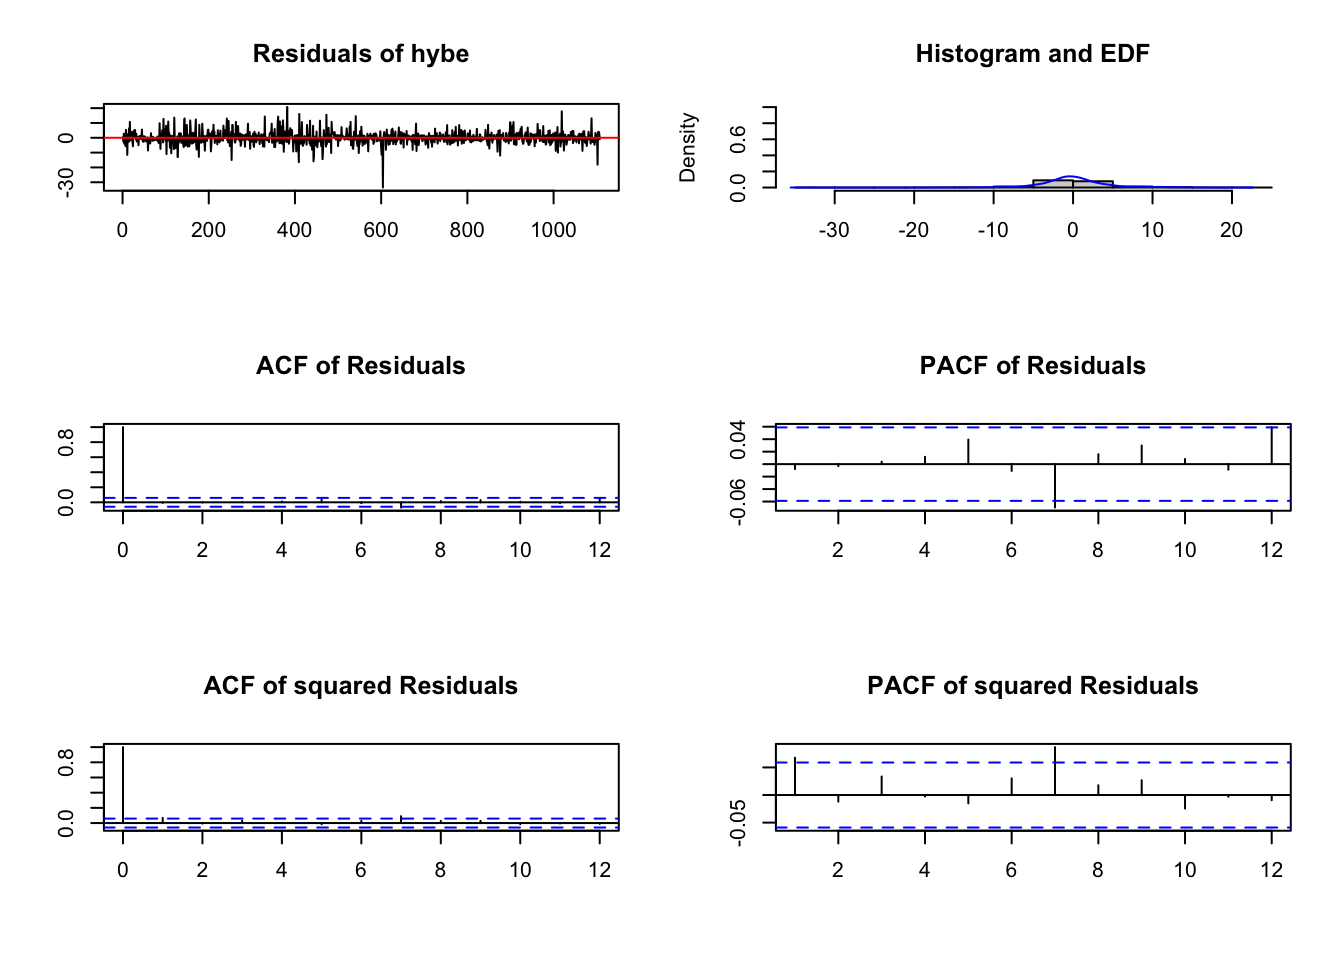 Residuals of hybe
0
-30
0 200 400 600 800 1000
Histogram and EDF
Density
0.6
0.0
-30 -20 -10 0 10 20
ACF of Residuals
0.8
0.0
0 2 4 6 8 10 12
PACF of Residuals
0.04
-0.06
2 4 6 8 10 12
ACF of squared Residuals
0.8
0.0
0 2 4 6 8 10 12
PACF of squared Residuals
-0.05
2 4 6 8 10 12